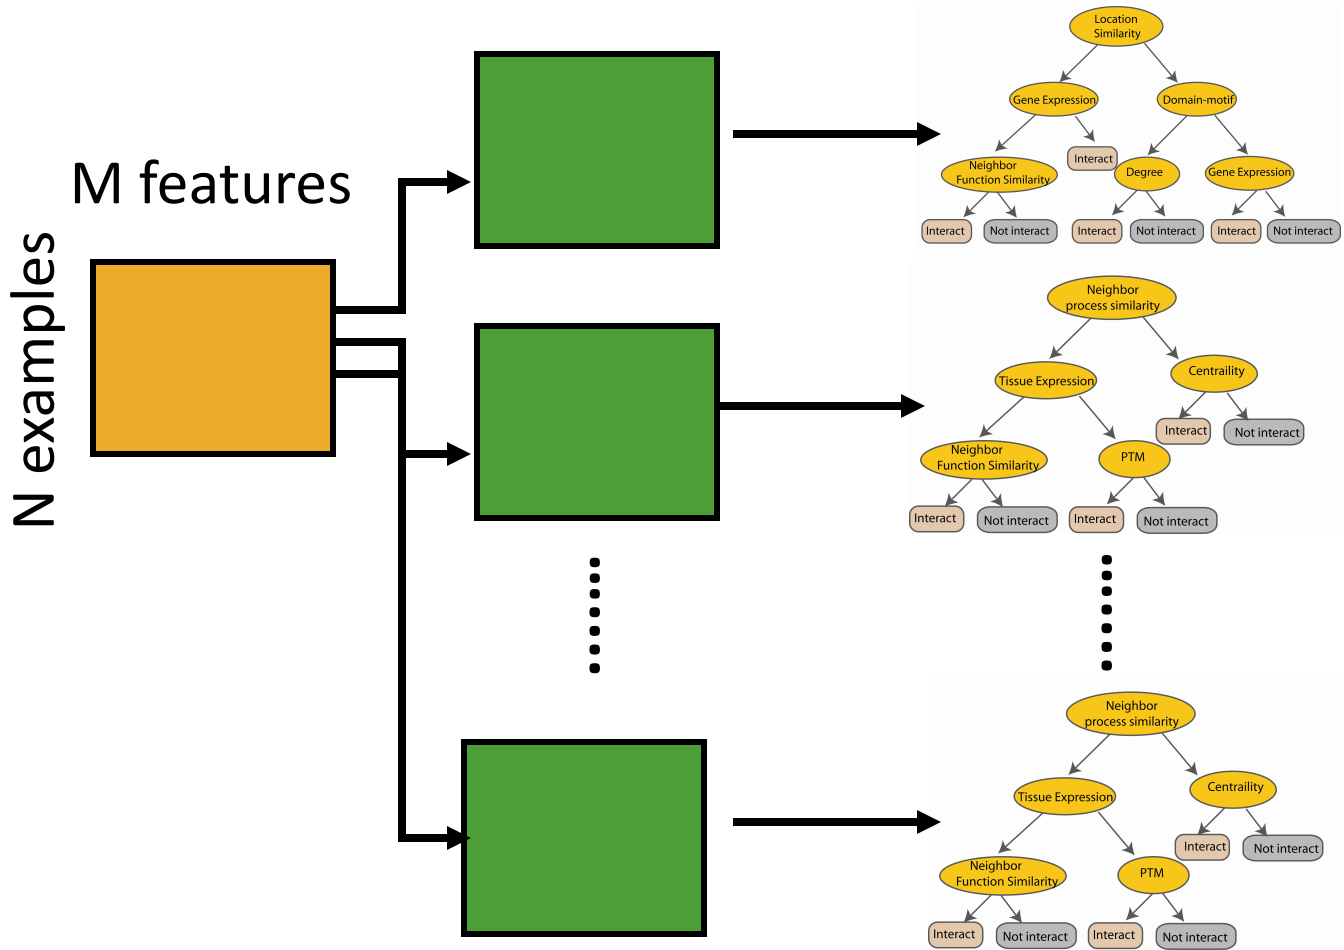 M features
N examples
Location
Similarity
Gene Expression
Domain-motif
Neighbor
Function Similarity
Interact
Degree
Gene Expression
Interact
Not interact
Interact
Not interact
Interact
Not interact
Neighbor
process similarity
Tissue Expression
Centraility
Interact
Not interact
Neighbor
Function Similarity
PTM
Interact
Not interact
Interact
Not interact
Neighbor
process similarity
Tissue Expression
Centraility
Interact
Not interact
Neighbor
Function Similarity
PTM
Interact
Not interact
Interact
Not interact